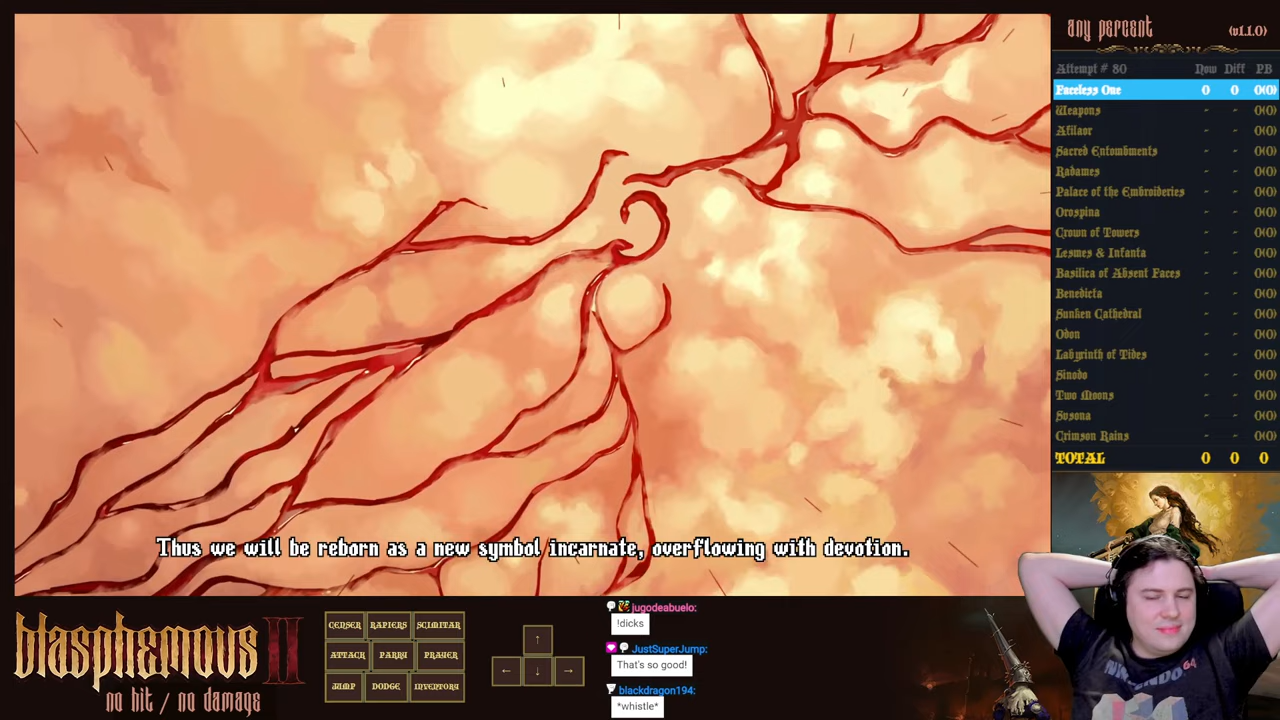 any percent (v1.1.0)
Attempt # 80 Now Diff PB
Faceless One 0 0 0(0)
Weapons - - 0(0)
Afilaor - - 0(0)
Sacred Entombments - - 0(0)
Radames - - 0(0)
Palace of the Embroideries - - 0(0)
Orospina - - 0(0)
Crown of Towers - - 0(0)
Lesmes & Infanta - - 0(0)
Basilica of Absent Faces - - 0(0)
Benedicta - - 0(0)
Sunken Cathedral - - 0(0)
Odon - - 0(0)
Labyrinth of Tides - - 0(0)
Sinodo - - 0(0)
Two Moons - - 0(0)
Svsona - - 0(0)
Crimson Rains - - 0(0)
TOTAL 0 0 0
Thus we will be reborn as a new symbol incarnate, overflowing with devotion.
blasphemous II
no hit / no damage
CENSER RAPIERS SCIMITAR
ATTACK PARRY PRAYER
JUMP DODGE INVENTORY
↑
← ↓ →
jugodeabuelo:
!dicks
JustSuperJump:
That's so good!
blackdragon194:
*whistle*
NINTENDO 64